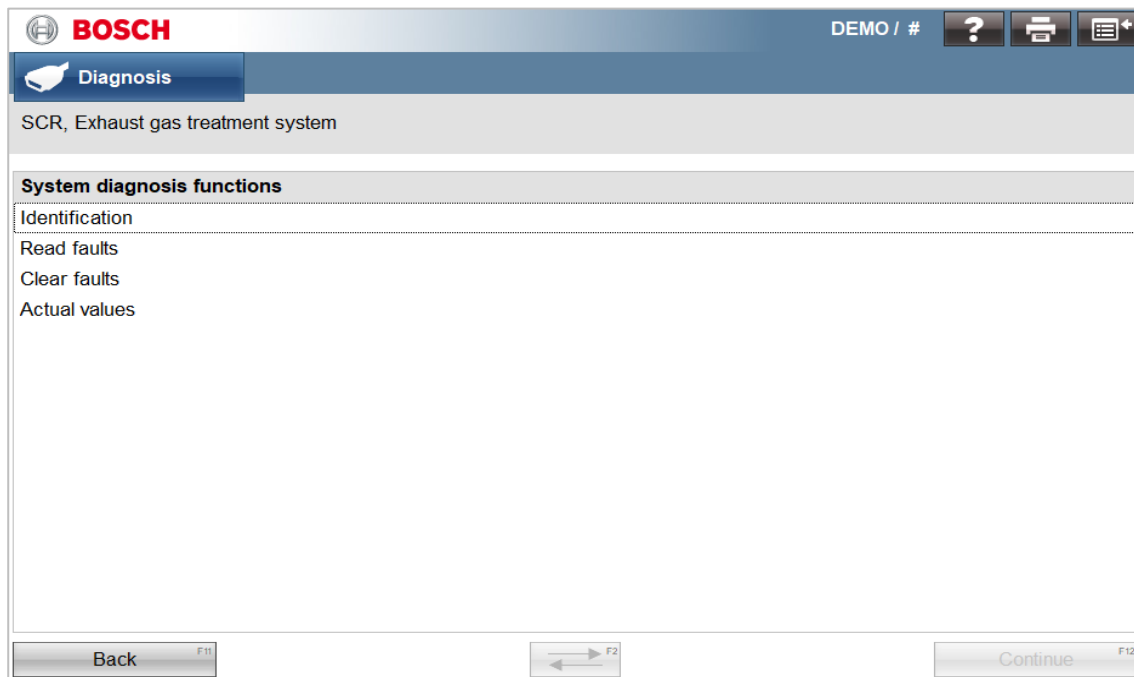 BOSCH
DEMO / #
?
Diagnosis
SCR, Exhaust gas treatment system
System diagnosis functions
Identification
Read faults
Clear faults
Actual values
Back F11
F2
Continue F12